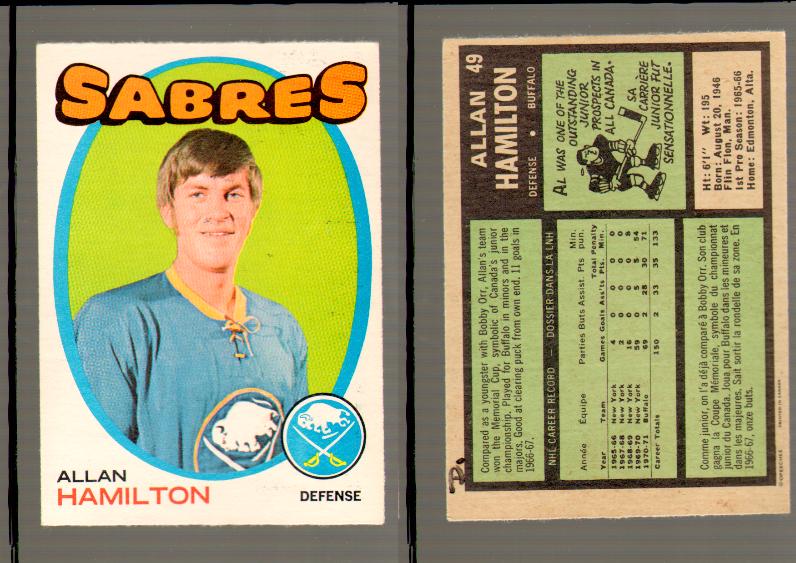 SABRES
ALLAN
HAMILTON
DEFENSE
ALLAN 49
HAMILTON
DEFENSE • BUFFALO
AL WAS ONE OF THE
OUTSTANDING
JUNIOR
PROSPECTS IN
ALL CANADA.
SA
CARRIÈRE
JUNIOR FUT
SENSATIONNELLE.
Ht: 6'1" Wt: 195
Born: August 20, 1946
Flin Flon, Man.
1st Pro Season: 1965-66
Home: Edmonton, Alta.
Compared as a youngster with Bobby Orr, Allan's team
won the Memorial Cup, symbolic of Canada's junior
championship. Played for Buffalo in minors and in the
majors. Good at clearing puck from own end. 11 goals in
1966-67.
NHL CAREER RECORD — DOSSIER DANS LA LNH
Année Équipe Parties Buts Assist. Pts Min. pun.
Year Team Games Goals Ass'ts Total Pts. Penalty Min.
1965-66 New York 4 0 0 0 0
1967-68 New York 2 0 0 0 0
1968-69 New York 16 0 0 0 8
1969-70 New York 59 0 5 5 54
1970-71 Buffalo 69 2 28 30 71
Career Totals 150 2 33 35 133
Comme junior, on l'a déjà comparé à Bobby Orr. Son club
gagna la Coupe Mémoriale, symbole du championnat
junior du Canada. Joua pour Buffalo dans les mineures et
dans les majeures. Sait sortir la rondelle de sa zone. En
1966-67, onze buts.
©O-PEE-CHEE PRINTED IN CANADA